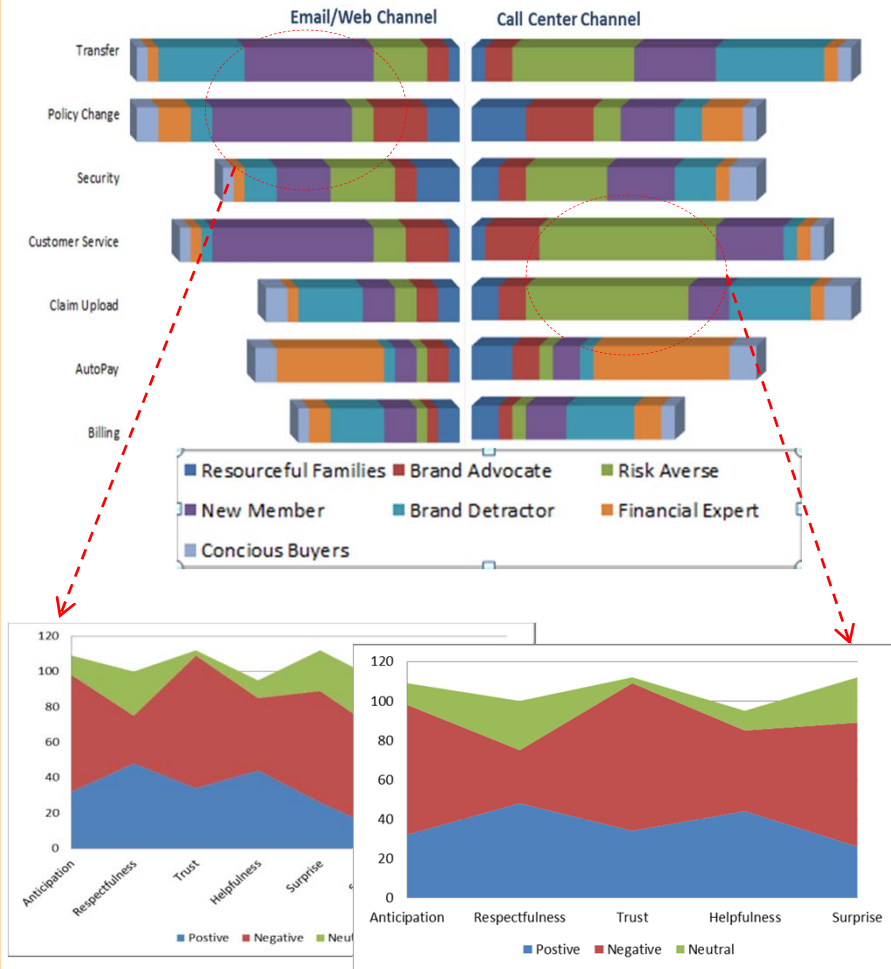 Email/Web Channel Call Center Channel
Transfer
Policy Change
Security
Customer Service
Claim Upload
AutoPay
Billing
Resourceful Families Brand Advocate Risk Averse
New Member Brand Detractor Financial Expert
Concious Buyers
120
100
80
60
40
20
0
Anticipation Respectfulness Trust Helpfulness Surprise
Postive Negative
120
100
80
60
40
20
0
Anticipation Respectfulness Trust Helpfulness Surprise
Postive Negative Neutral